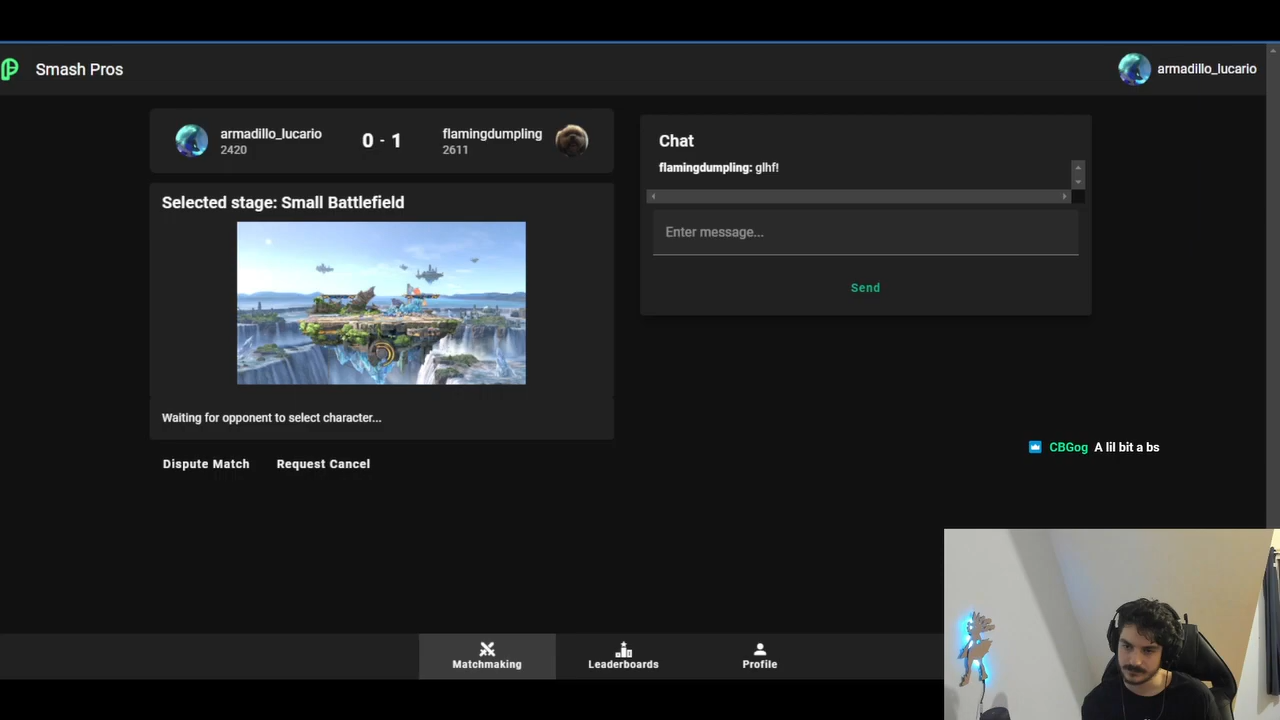 Smash Pros
armadillo_lucario
armadillo_lucario
2420
0 - 1
flamingdumpling
2611
Selected stage: Small Battlefield
Waiting for opponent to select character...
Dispute Match
Request Cancel
Chat
flamingdumpling: glhf!
Enter message...
Send
CBGog A lil bit a bs
Matchmaking
Leaderboards
Profile